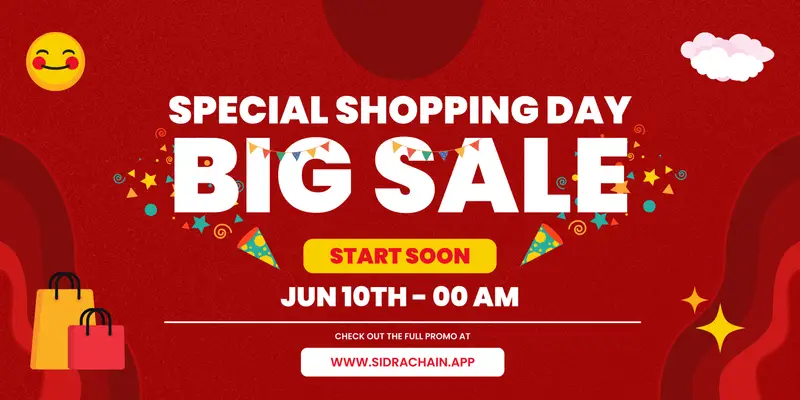 SPECIAL SHOPPING DAY
BIG SALE
START SOON
JUN 10TH - 00 AM
CHECK OUT THE FULL PROMO AT
WWW.SIDRACHAIN.APP